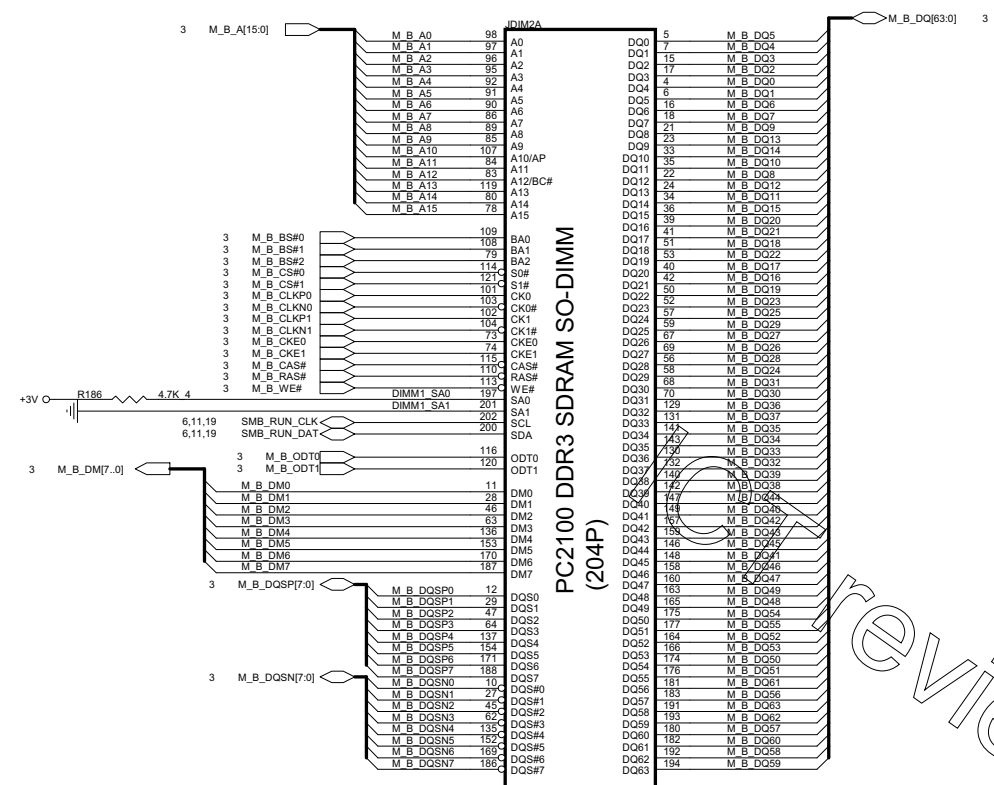 3 M_B_A[15:0]
JDIM2A
M_B_A0 98 A0
M_B_A1 97 A1
M_B_A2 96 A2
M_B_A3 95 A3
M_B_A4 92 A4
M_B_A5 91 A5
M_B_A6 90 A6
M_B_A7 86 A7
M_B_A8 89 A8
M_B_A9 85 A9
M_B_A10 107 A10/AP
M_B_A11 84 A11
M_B_A12 83 A12/BC#
M_B_A13 119 A13
M_B_A14 80 A14
M_B_A15 78 A15
3 M_B_BS#0 109 BA0
3 M_B_BS#1 108 BA1
3 M_B_BS#2 79 BA2
3 M_B_CS#0 114 S0#
3 M_B_CS#1 121 S1#
3 M_B_CLKP0 101 CK0
3 M_B_CLKN0 103 CK0#
3 M_B_CLKP1 102 CK1
3 M_B_CLKN1 104 CK1#
3 M_B_CKE0 73 CKE0
3 M_B_CKE1 74 CKE1
3 M_B_CAS# 115 CAS#
3 M_B_RAS# 110 RAS#
3 M_B_WE# 113 WE#
+3V R186 4.7K_4 DIMM1_SA0 197 SA0
DIMM1_SA1 201 SA1
6,11,19 SMB_RUN_CLK 202 SCL
6,11,19 SMB_RUN_DAT 200 SDA
3 M_B_ODT0 116 ODT0
3 M_B_ODT1 120 ODT1
3 M_B_DM[7..0]
M_B_DM0 11 DM0
M_B_DM1 28 DM1
M_B_DM2 46 DM2
M_B_DM3 63 DM3
M_B_DM4 136 DM4
M_B_DM5 153 DM5
M_B_DM6 170 DM6
M_B_DM7 187 DM7
3 M_B_DQSP[7:0]
M_B_DQSP0 12 DQS0
M_B_DQSP1 29 DQS1
M_B_DQSP2 47 DQS2
M_B_DQSP3 64 DQS3
M_B_DQSP4 137 DQS4
M_B_DQSP5 154 DQS5
M_B_DQSP6 171 DQS6
M_B_DQSP7 188 DQS7
3 M_B_DQSN[7:0]
M_B_DQSN0 10 DQS#0
M_B_DQSN1 27 DQS#1
M_B_DQSN2 45 DQS#2
M_B_DQSN3 62 DQS#3
M_B_DQSN4 135 DQS#4
M_B_DQSN5 152 DQS#5
M_B_DQSN6 169 DQS#6
M_B_DQSN7 186 DQS#7
PC2100 DDR3 SDRAM SO-DIMM
(204P)
M_B_DQ[63:0] 3
DQ0 5 M_B_DQ5
DQ1 7 M_B_DQ4
DQ2 15 M_B_DQ3
DQ3 17 M_B_DQ2
DQ4 4 M_B_DQ0
DQ5 6 M_B_DQ1
DQ6 16 M_B_DQ6
DQ7 18 M_B_DQ7
DQ8 21 M_B_DQ9
DQ9 23 M_B_DQ13
DQ10 33 M_B_DQ14
DQ11 35 M_B_DQ10
DQ12 22 M_B_DQ8
DQ13 24 M_B_DQ12
DQ14 34 M_B_DQ11
DQ15 36 M_B_DQ15
DQ16 39 M_B_DQ20
DQ17 41 M_B_DQ21
DQ18 51 M_B_DQ18
DQ19 53 M_B_DQ22
DQ20 40 M_B_DQ17
DQ21 42 M_B_DQ16
DQ22 50 M_B_DQ19
DQ23 52 M_B_DQ23
DQ24 57 M_B_DQ25
DQ25 59 M_B_DQ29
DQ26 67 M_B_DQ27
DQ27 69 M_B_DQ26
DQ28 56 M_B_DQ28
DQ29 58 M_B_DQ24
DQ30 68 M_B_DQ31
DQ31 70 M_B_DQ30
DQ32 129 M_B_DQ36
DQ33 131 M_B_DQ37
DQ34 141 M_B_DQ35
DQ35 143 M_B_DQ34
DQ36 130 M_B_DQ33
DQ37 132 M_B_DQ32
DQ38 140 M_B_DQ39
DQ39 142 M_B_DQ38
DQ40 147 M_B_DQ44
DQ41 149 M_B_DQ40
DQ42 157 M_B_DQ42
DQ43 159 M_B_DQ43
DQ44 146 M_B_DQ45
DQ45 148 M_B_DQ41
DQ46 158 M_B_DQ46
DQ47 160 M_B_DQ47
DQ48 163 M_B_DQ49
DQ49 165 M_B_DQ48
DQ50 175 M_B_DQ54
DQ51 177 M_B_DQ55
DQ52 164 M_B_DQ52
DQ53 166 M_B_DQ53
DQ54 174 M_B_DQ50
DQ55 176 M_B_DQ51
DQ56 181 M_B_DQ61
DQ57 183 M_B_DQ56
DQ58 191 M_B_DQ63
DQ59 193 M_B_DQ62
DQ60 180 M_B_DQ57
DQ61 182 M_B_DQ60
DQ62 192 M_B_DQ58
DQ63 194 M_B_DQ59